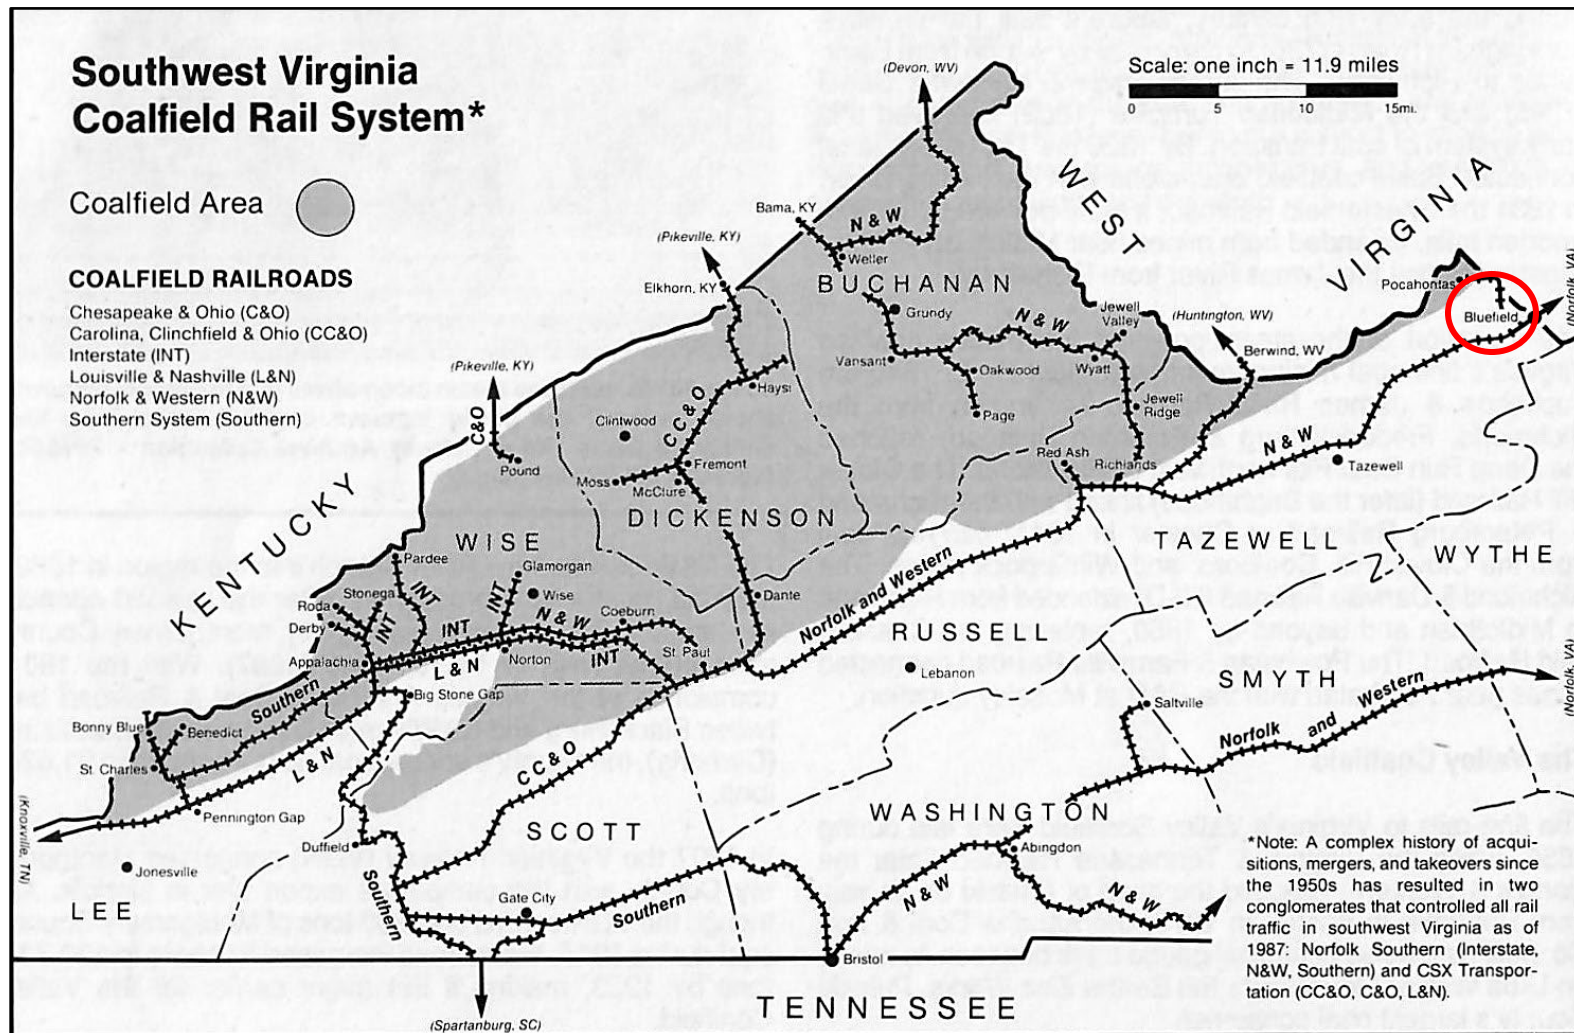 Southwest Virginia
Coalfield Rail System*
Coalfield Area
COALFIELD RAILROADS
Chesapeake & Ohio (C&O)
Carolina, Clinchfield & Ohio (CC&O)
Interstate (INT)
Louisville & Nashville (L&N)
Norfolk & Western (N&W)
Southern System (Southern)
Scale: one inch = 11.9 miles
0 5 10 15mi.
(Devon, WV)
WEST
VIRGINIA
Bama, KY
N & W
Weller
(Pikeville, KY)
Elkhorn, KY
BUCHANAN
Grundy
Jewell
Valley
N & W
(Huntington, WV)
Pocahontas
Bluefield
(Norfolk, VA)
Berwind, WV
Vansant
Oakwood
Wyatt
Page
Jewell
Ridge
(Pikeville, KY)
C&O
Pound
Haysi
CC&O
Clintwood
Fremont
Moss
McClure
Red Ash
Richlands
N & W
Tazewell
KENTUCKY
DICKENSON
WISE
TAZEWELL
WYTHE
Pardee
Glamorgan
Stonega
INT
INT
INT
Wise
Roda
Derby
N & W
Coeburn
Dante
Norfolk and Western
RUSSELL
Appalachia
INT
L & N
Norton
INT
St. Paul
Lebanon
SMYTH
(Norfolk, VA)
Southern
Big Stone Gap
Saltville
Bonny Blue
Benedict
L&N
CC&O
Norfolk and Western
St. Charles
(Knoxville, TN)
Pennington Gap
SCOTT
WASHINGTON
Duffield
Abingdon
Jonesville
Southern
Gate City
Southern
N & W
N & W
LEE
Bristol
TENNESSEE
(Spartanburg, SC)
*Note: A complex history of acqui-
sitions, mergers, and takeovers since
the 1950s has resulted in two
conglomerates that controlled all rail
traffic in southwest Virginia as of
1987: Norfolk Southern (Interstate,
N&W, Southern) and CSX Transpor-
tation (CC&O, C&O, L&N).